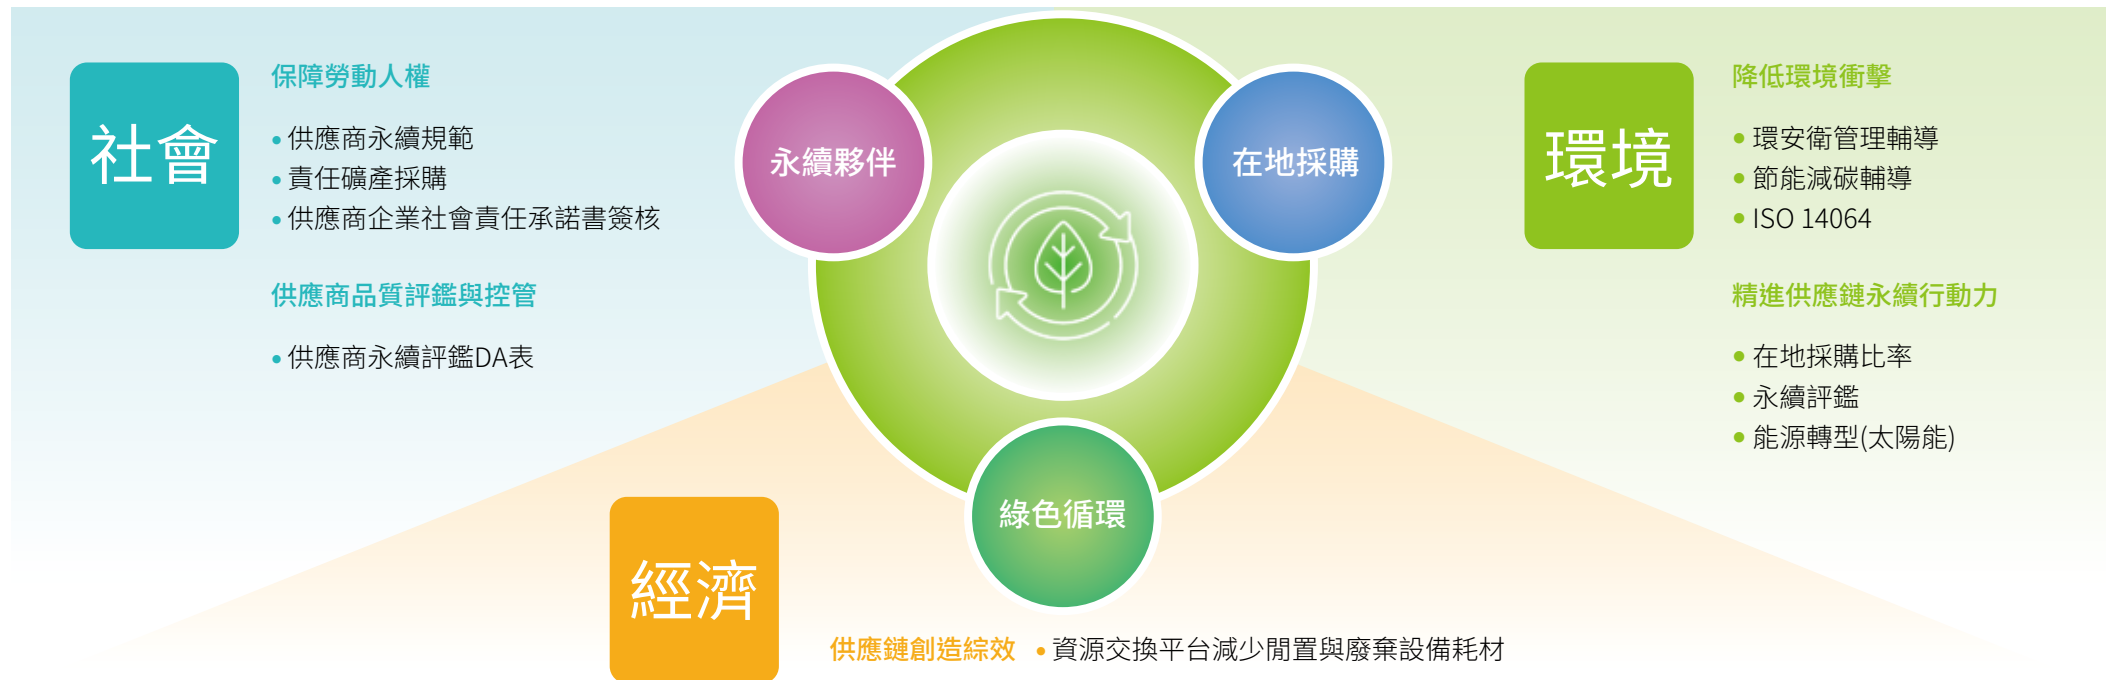 社會
保障勞動人權
• 供應商永續規範
• 責任礦產採購
• 供應商企業社會責任承諾書簽核
供應商品質評鑑與控管
• 供應商永續評鑑DA表
永續夥伴
在地採購
綠色循環
環境
降低環境衝擊
• 環安衛管理輔導
• 節能減碳輔導
• ISO 14064
精進供應鏈永續行動力
• 在地採購比率
• 永續評鑑
• 能源轉型(太陽能)
經濟
供應鏈創造綜效 • 資源交換平台減少閒置與廢棄設備耗材